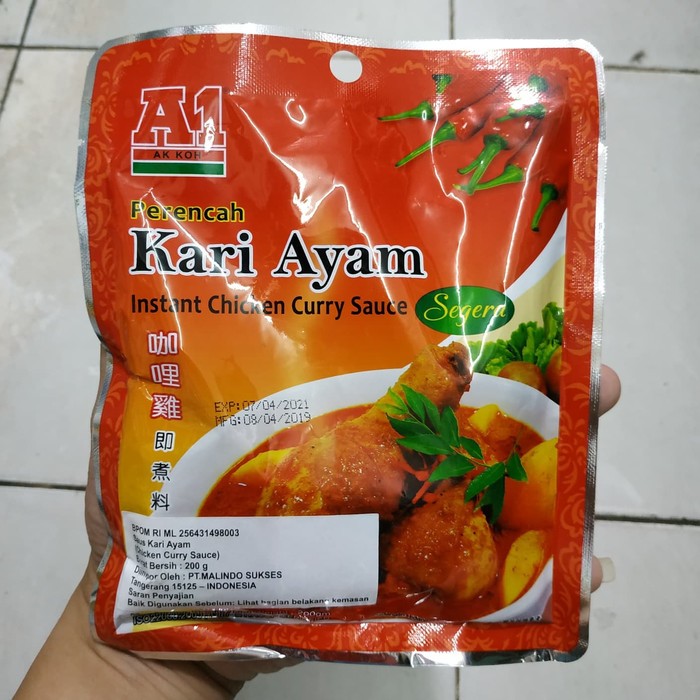 A1
AK KOH
Perencah
Kari Ayam
Instant Chicken Curry Sauce
Segera
咖哩雞即煮料
EXP:07/04/2021
MFG:08/04/2019
BPOM RI ML 256431498003
Saus Kari Ayam
(Chicken Curry Sauce)
Berat Bersih : 200 g
Diimpor Oleh : PT.MALINDO SUKSES
Tangerang 15125 – INDONESIA
Saran Penyajian
Baik Digunakan Sebelum: Lihat bagian belakang kemasan